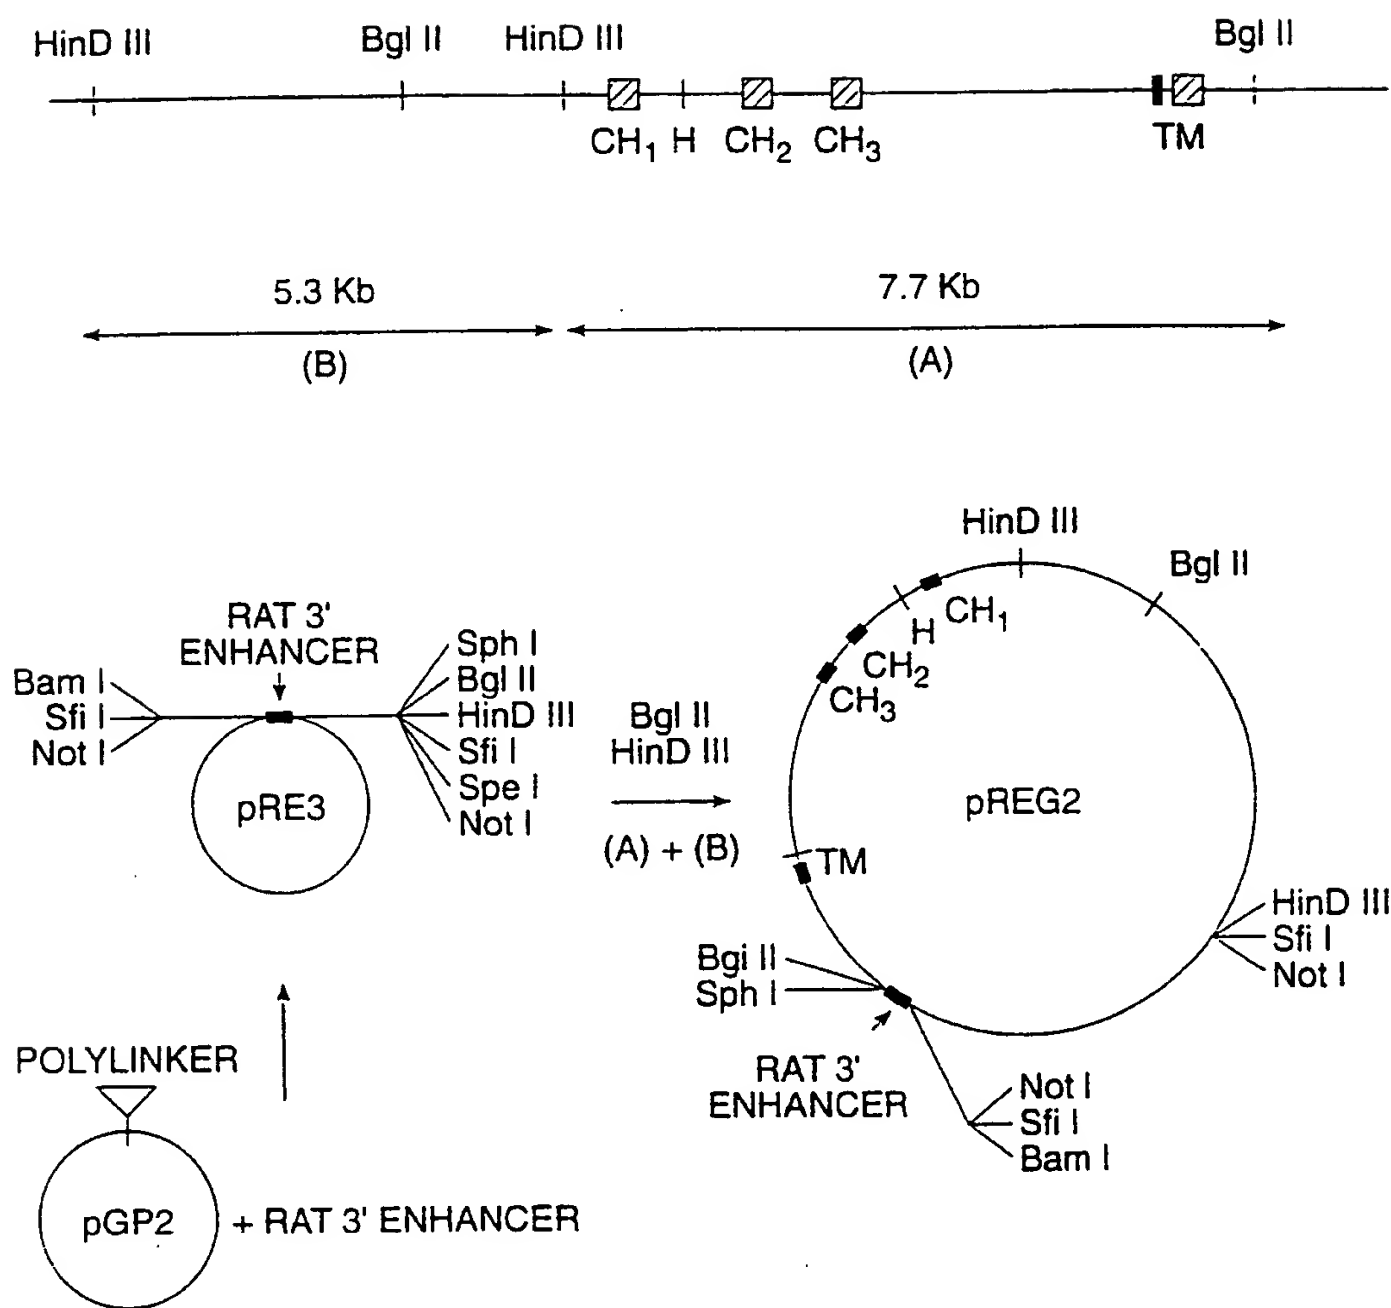 HinD III
Bgl II
HinD III
Bgl II
CH1
H
CH2
CH3
TM
5.3 Kb
7.7 Kb
(B)
(A)
RAT 3'
ENHANCER
Bam I
Sfi I
Not I
Sph I
Bgl II
HinD III
Sfi I
Spe I
Not I
pRE3
Bgl II
HinD III
(A) + (B)
HinD III
Bgl II
CH1
H
CH2
CH3
pREG2
TM
HinD III
Sfi I
Not I
Bgi II
Sph I
RAT 3'
ENHANCER
Not I
Sfi I
Bam I
POLYLINKER
pGP2
+ RAT 3' ENHANCER